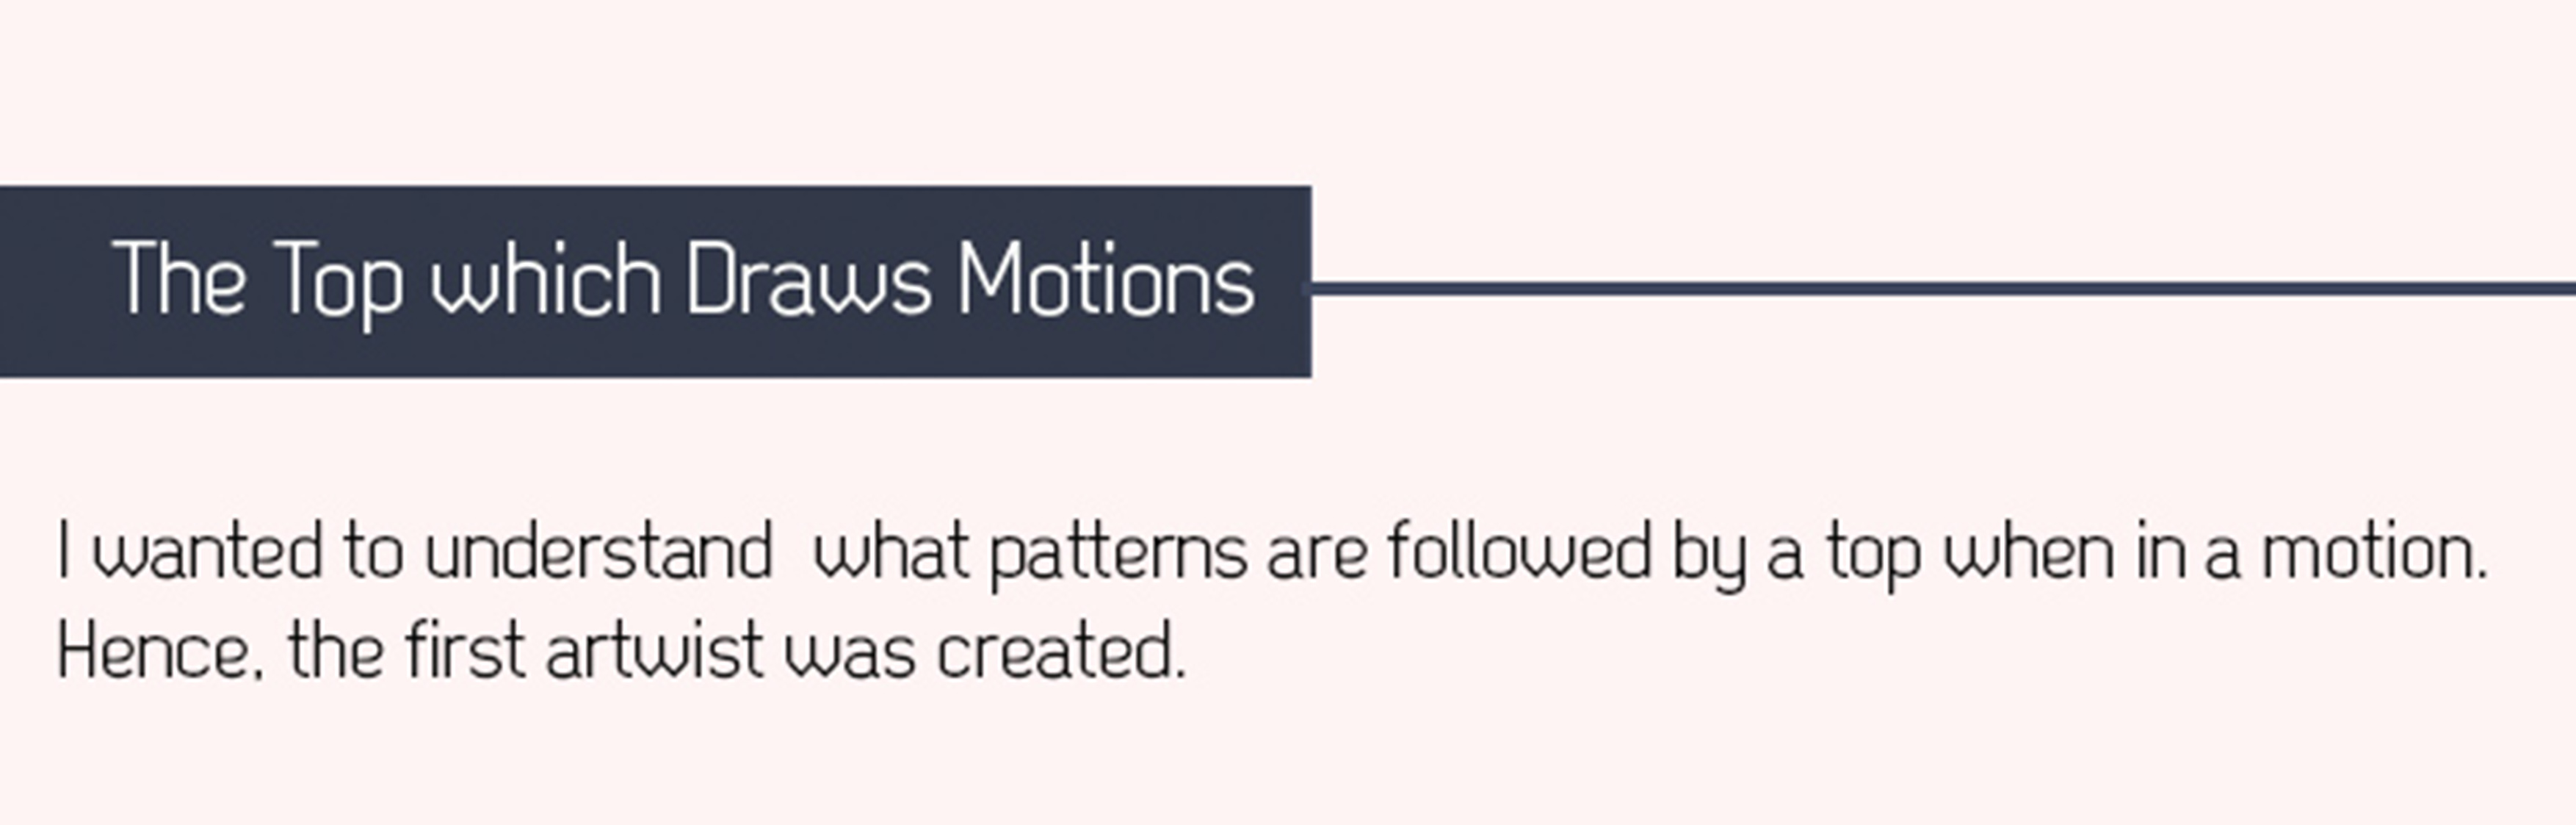 The Top which Draws Motions
I wanted to understand  what patterns are followed by a top when in a motion.
Hence, the first artwist was created.